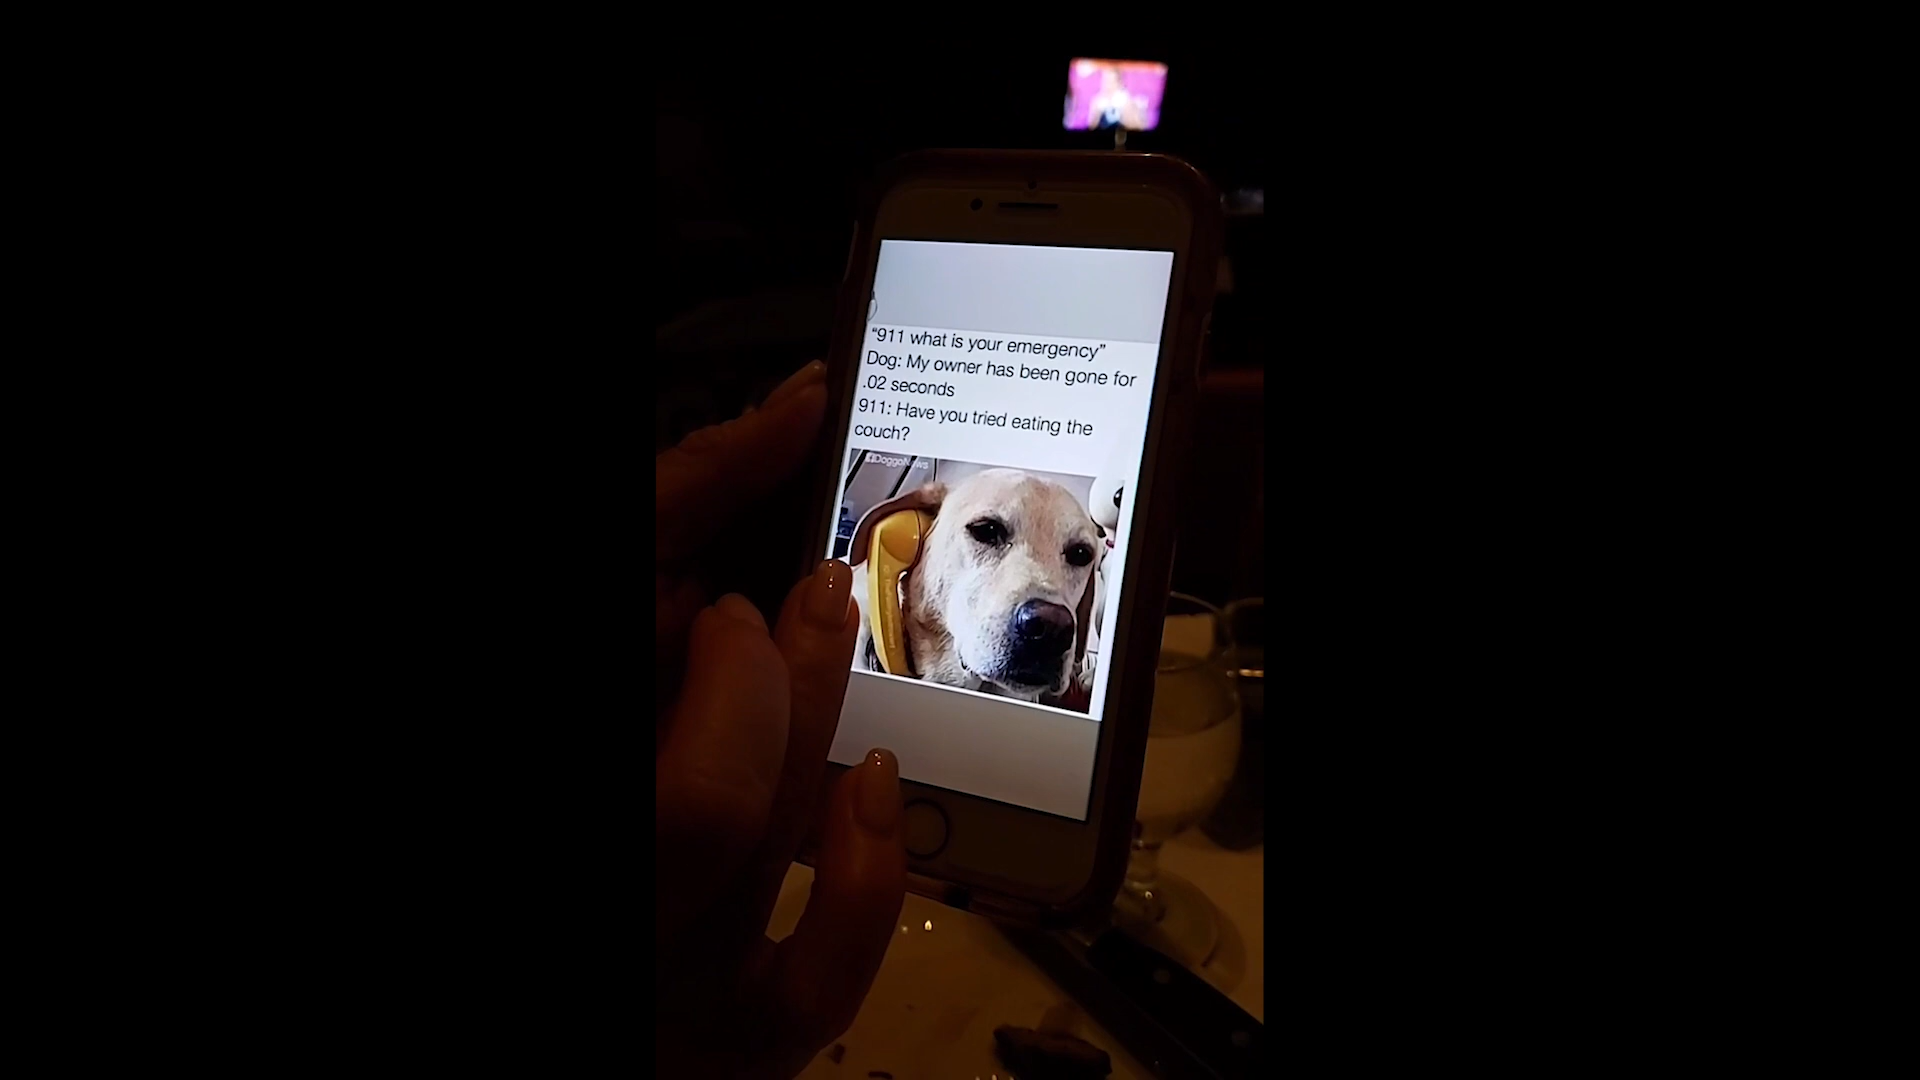 “911 what is your emergency”
Dog: My owner has been gone for
.02 seconds
911: Have you tried eating the
couch?
DoggoNews